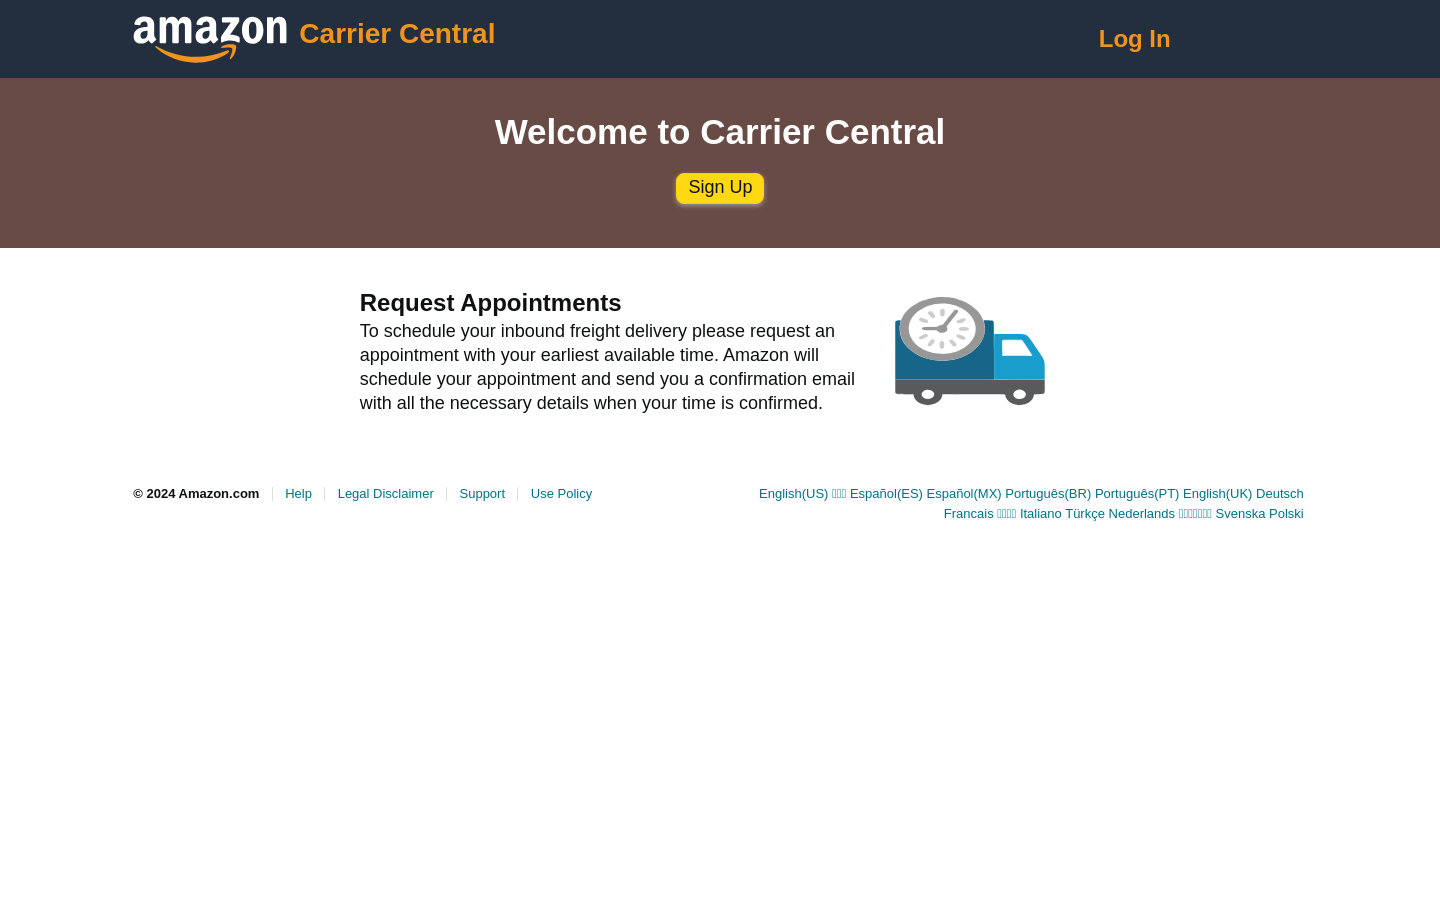 amazon Carrier Central
Log In
Welcome to Carrier Central
Sign Up
Request Appointments
To schedule your inbound freight delivery please request an
appointment with your earliest available time. Amazon will
schedule your appointment and send you a confirmation email
with all the necessary details when your time is confirmed.
© 2024 Amazon.com Help Legal Disclaimer Support Use Policy
English(US) Español(ES) Español(MX) Português(BR) Português(PT) English(UK) Deutsch
Francais Italiano Türkçe Nederlands Svenska Polski